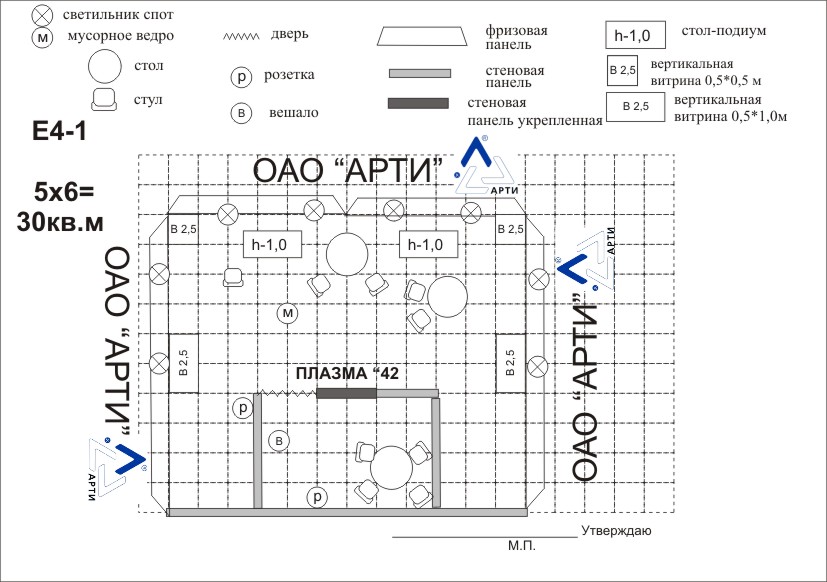 светильник спот
м мусорное ведро
стол
стул
дверь
р розетка
в вешало
фризовая
панель
стеновая
панель
стеновая
панель укрепленная
h-1,0 стол-подиум
В 2,5 вертикальная
витрина 0,5*0,5 м
В 2,5 вертикальная
витрина 0,5*1,0м
Е4-1
5х6=
30кв.м
ОАО “АРТИ”
АРТИ
В 2,5
В 2,5
h-1,0
h-1,0
АРТИ
ОАО “АРТИ”
м
В 2,5
В 2,5
ОАО “АРТИ”
ПЛАЗМА “42
р
в
р
АРТИ
Утверждаю
М.П.